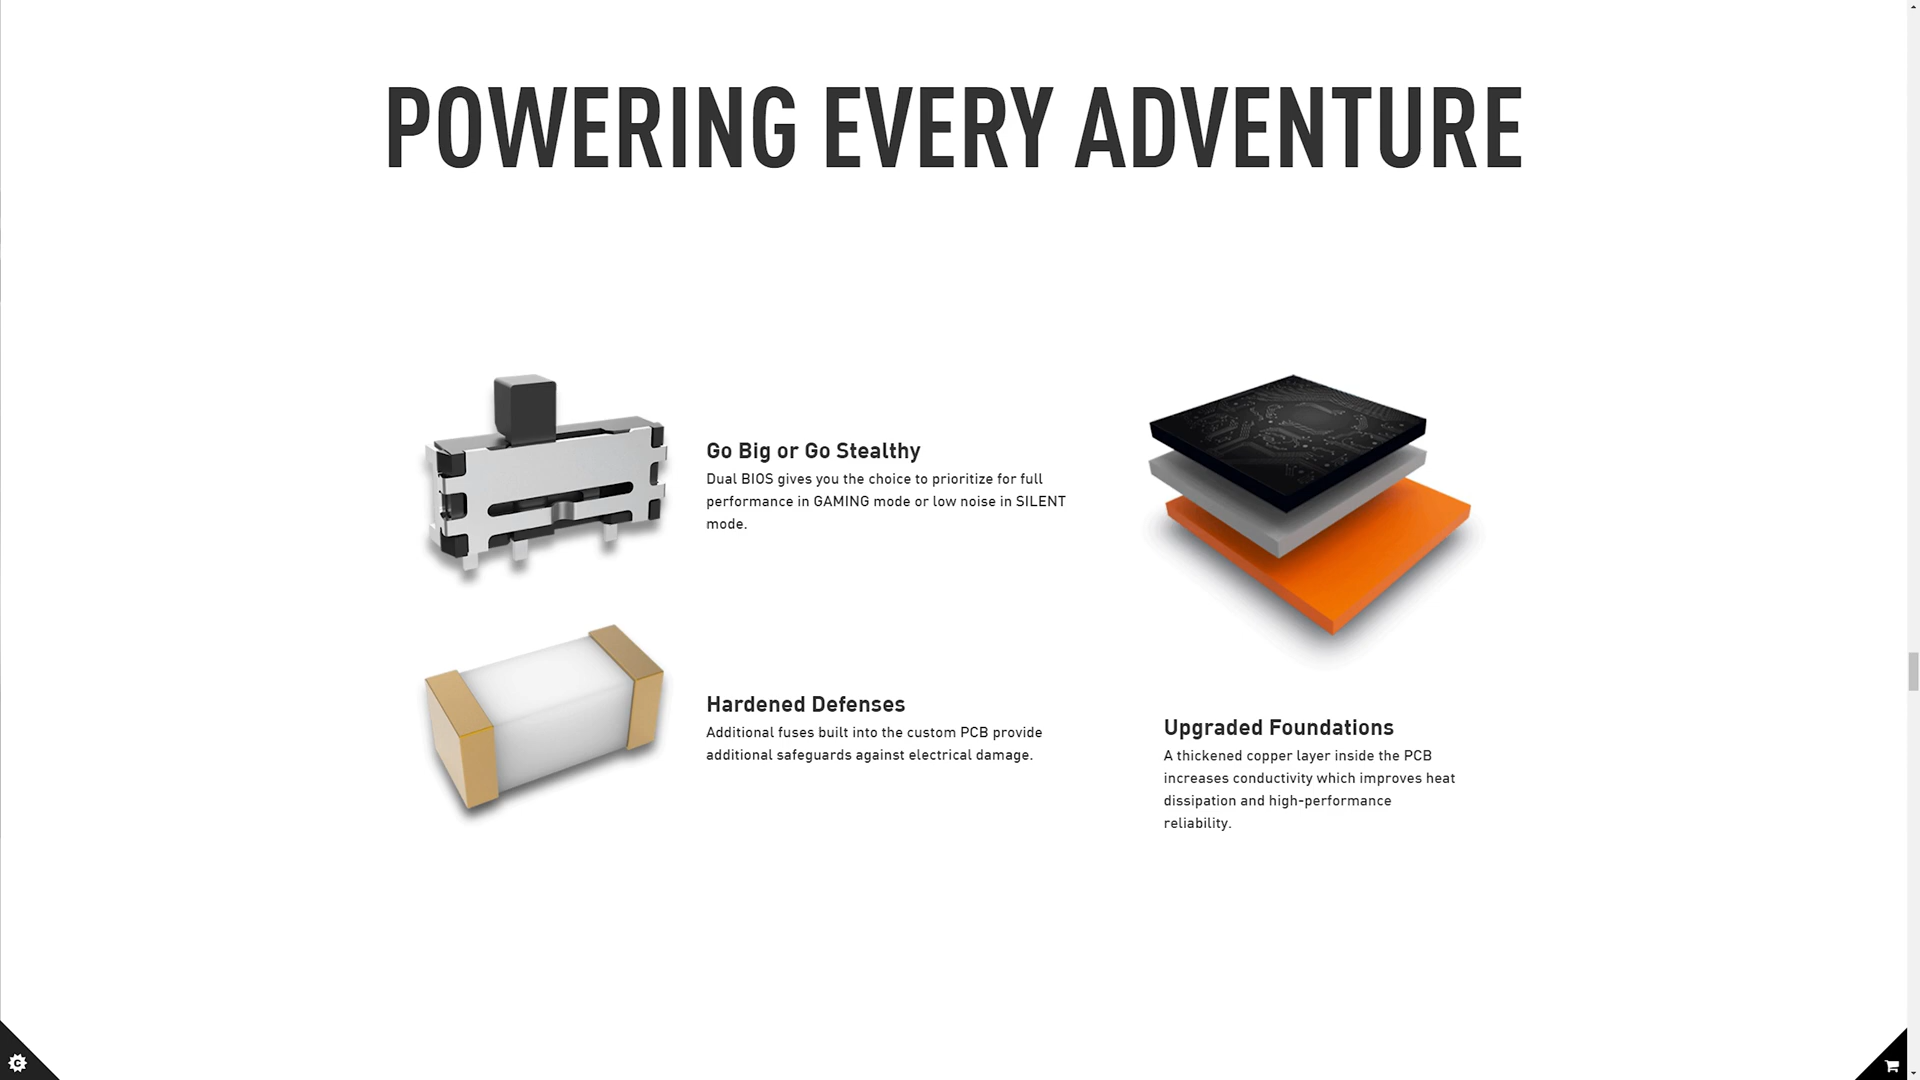 POWERING EVERY ADVENTURE
Go Big or Go Stealthy
Dual BIOS gives you the choice to prioritize for full
performance in GAMING mode or low noise in SILENT
mode.
Hardened Defenses
Additional fuses built into the custom PCB provide
additional safeguards against electrical damage.
Upgraded Foundations
A thickened copper layer inside the PCB
increases conductivity which improves heat
dissipation and high-performance
reliability.